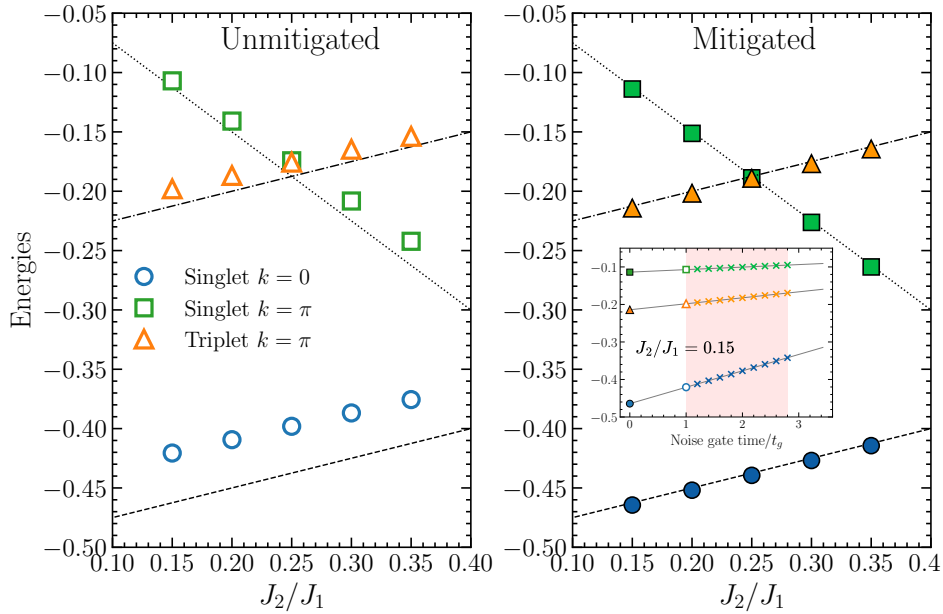 Unmitigated
Energies
−0.05
−0.10
−0.15
−0.20
−0.25
−0.30
−0.35
−0.40
−0.45
−0.50
Singlet k = 0
Singlet k = π
Triplet k = π
0.10 0.15 0.20 0.25 0.30 0.35 0.40
J₂/J₁
Mitigated
−0.05
−0.10
−0.15
−0.20
−0.25
−0.30
−0.35
−0.40
−0.45
−0.50
−0.1
−0.2
−0.3
−0.4
−0.5
J₂/J₁ = 0.15
0 1 2 3
Noise gate time/t_g
0.10 0.15 0.20 0.25 0.30 0.35 0.40
J₂/J₁